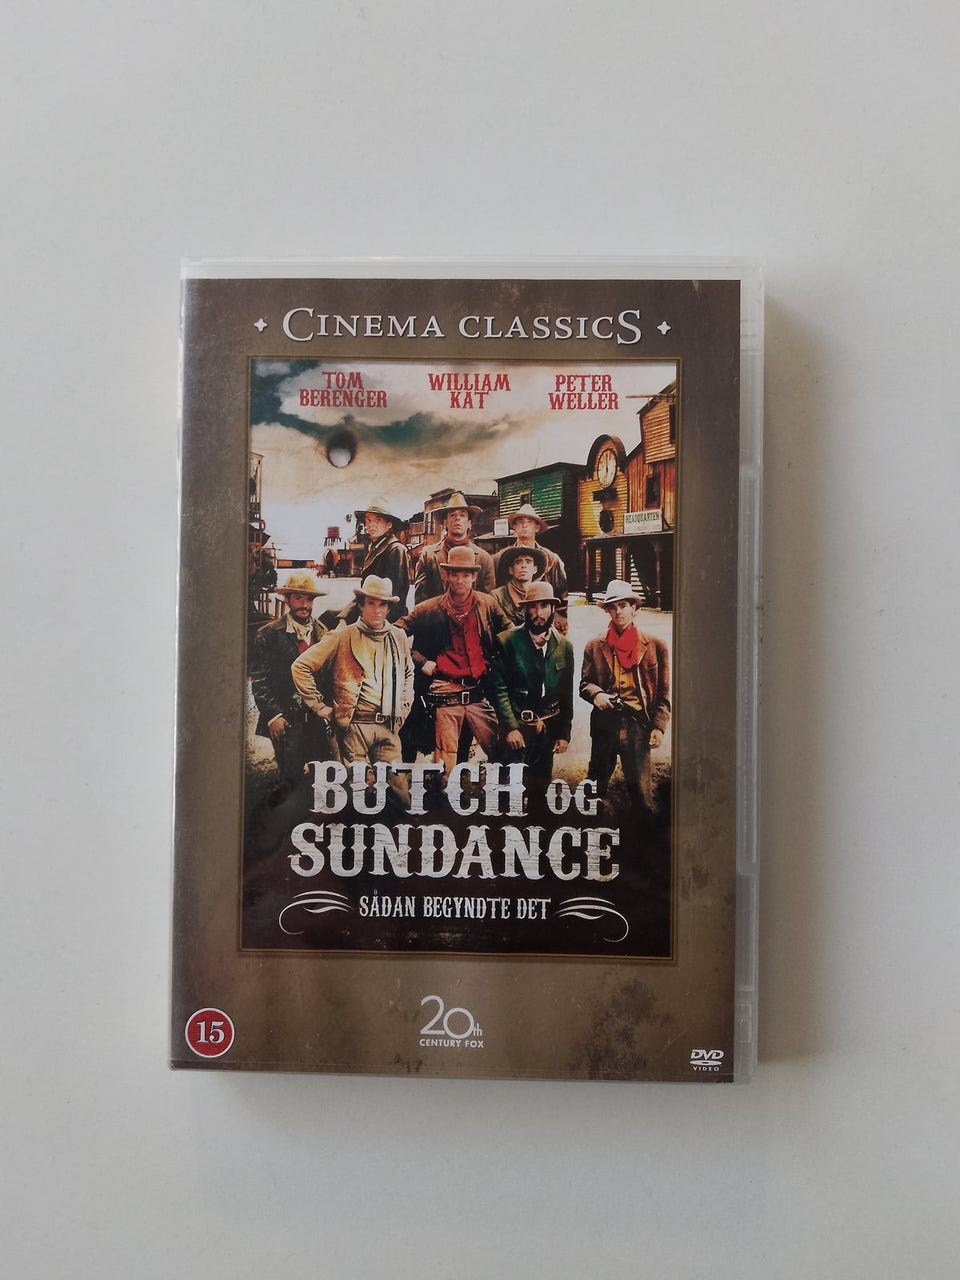 CINEMA CLASSICS
TOM
BERENGER
WILLIAM
KAT
PETER
WELLER
HEADQUARTER
BUTCH OG
SUNDANCE
SÅDAN BEGYNDTE DET
15
20th
CENTURY FOX
DVD
VIDEO